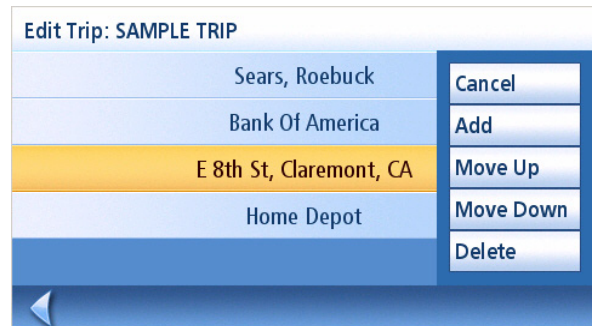 Edit Trip: SAMPLE TRIP
Sears, Roebuck
Bank Of America
E 8th St, Claremont, CA
Home Depot
Cancel
Add
Move Up
Move Down
Delete